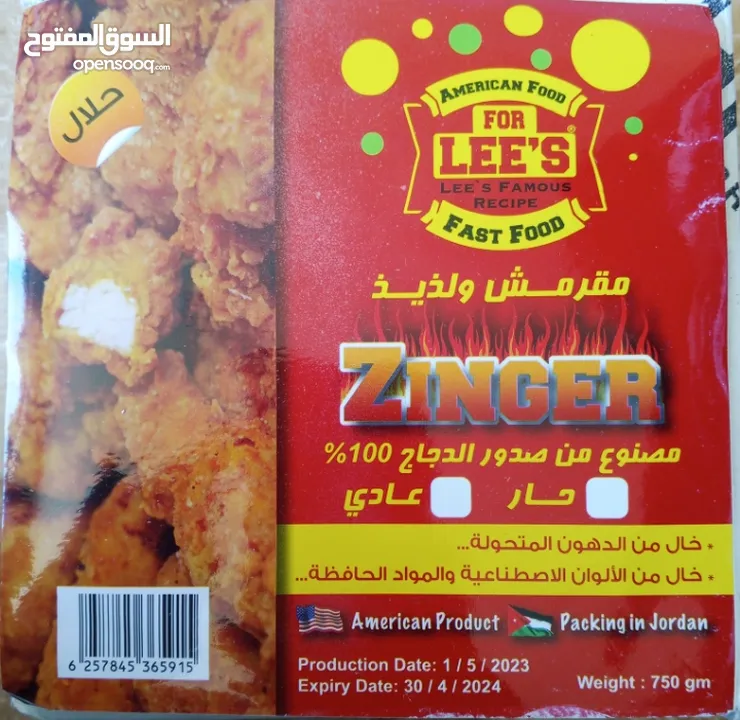 السوق المفتوح
opensooq.com
حلال
AMERICAN FOOD
FOR
LEE'S®
LEE`S FAMOUS
RECIPE
FAST FOOD
مقرمش ولذيذ
ZINGER
مصنوع من صدور الدجاج 100%
حار عادي
* خال من الدهون المتحولة...
* خال من الألوان الاصطناعية والمواد الحافظة...
American Product Packing in Jordan
Production Date: 1 / 5 / 2023
Expiry Date: 30 / 4 / 2024
Weight : 750 gm
6 257845 365915